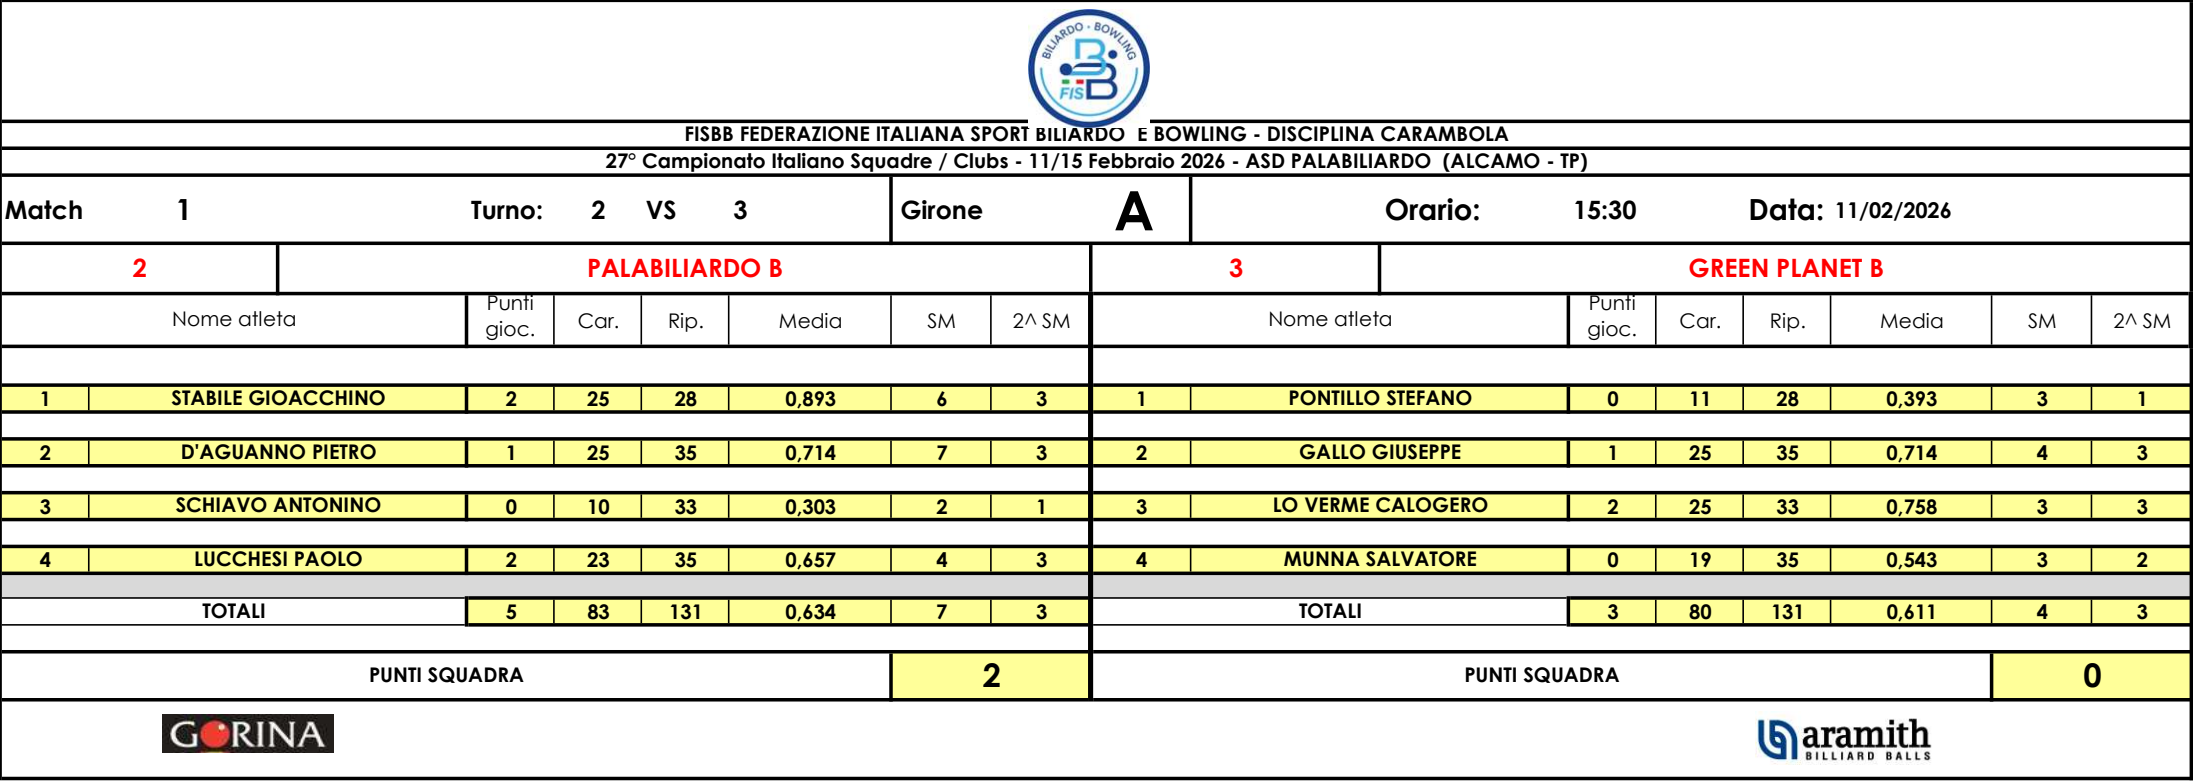 BILIARDO - BOWLING
BB
FIS
FISBB FEDERAZIONE ITALIANA SPORT BILIARDO E BOWLING - DISCIPLINA CARAMBOLA
27° Campionato Italiano Squadre / Clubs - 11/15 Febbraio 2026 - ASD PALABILIARDO (ALCAMO - TP)
Match 1 Turno: 2 VS 3 Girone A Orario: 15:30 Data: 11/02/2026
2 PALABILIARDO B 3 GREEN PLANET B
Nome atleta Punti gioc. Car. Rip. Media SM 2^ SM Nome atleta Punti gioc. Car. Rip. Media SM 2^ SM
1 STABILE GIOACCHINO 2 25 28 0,893 6 3 1 PONTILLO STEFANO 0 11 28 0,393 3 1
2 D'AGUANNO PIETRO 1 25 35 0,714 7 3 2 GALLO GIUSEPPE 1 25 35 0,714 4 3
3 SCHIAVO ANTONINO 0 10 33 0,303 2 1 3 LO VERME CALOGERO 2 25 33 0,758 3 3
4 LUCCHESI PAOLO 2 23 35 0,657 4 3 4 MUNNA SALVATORE 0 19 35 0,543 3 2
TOTALI 5 83 131 0,634 7 3 TOTALI 3 80 131 0,611 4 3
PUNTI SQUADRA 2 PUNTI SQUADRA 0
GORINA aramith
BILLIARD BALLS